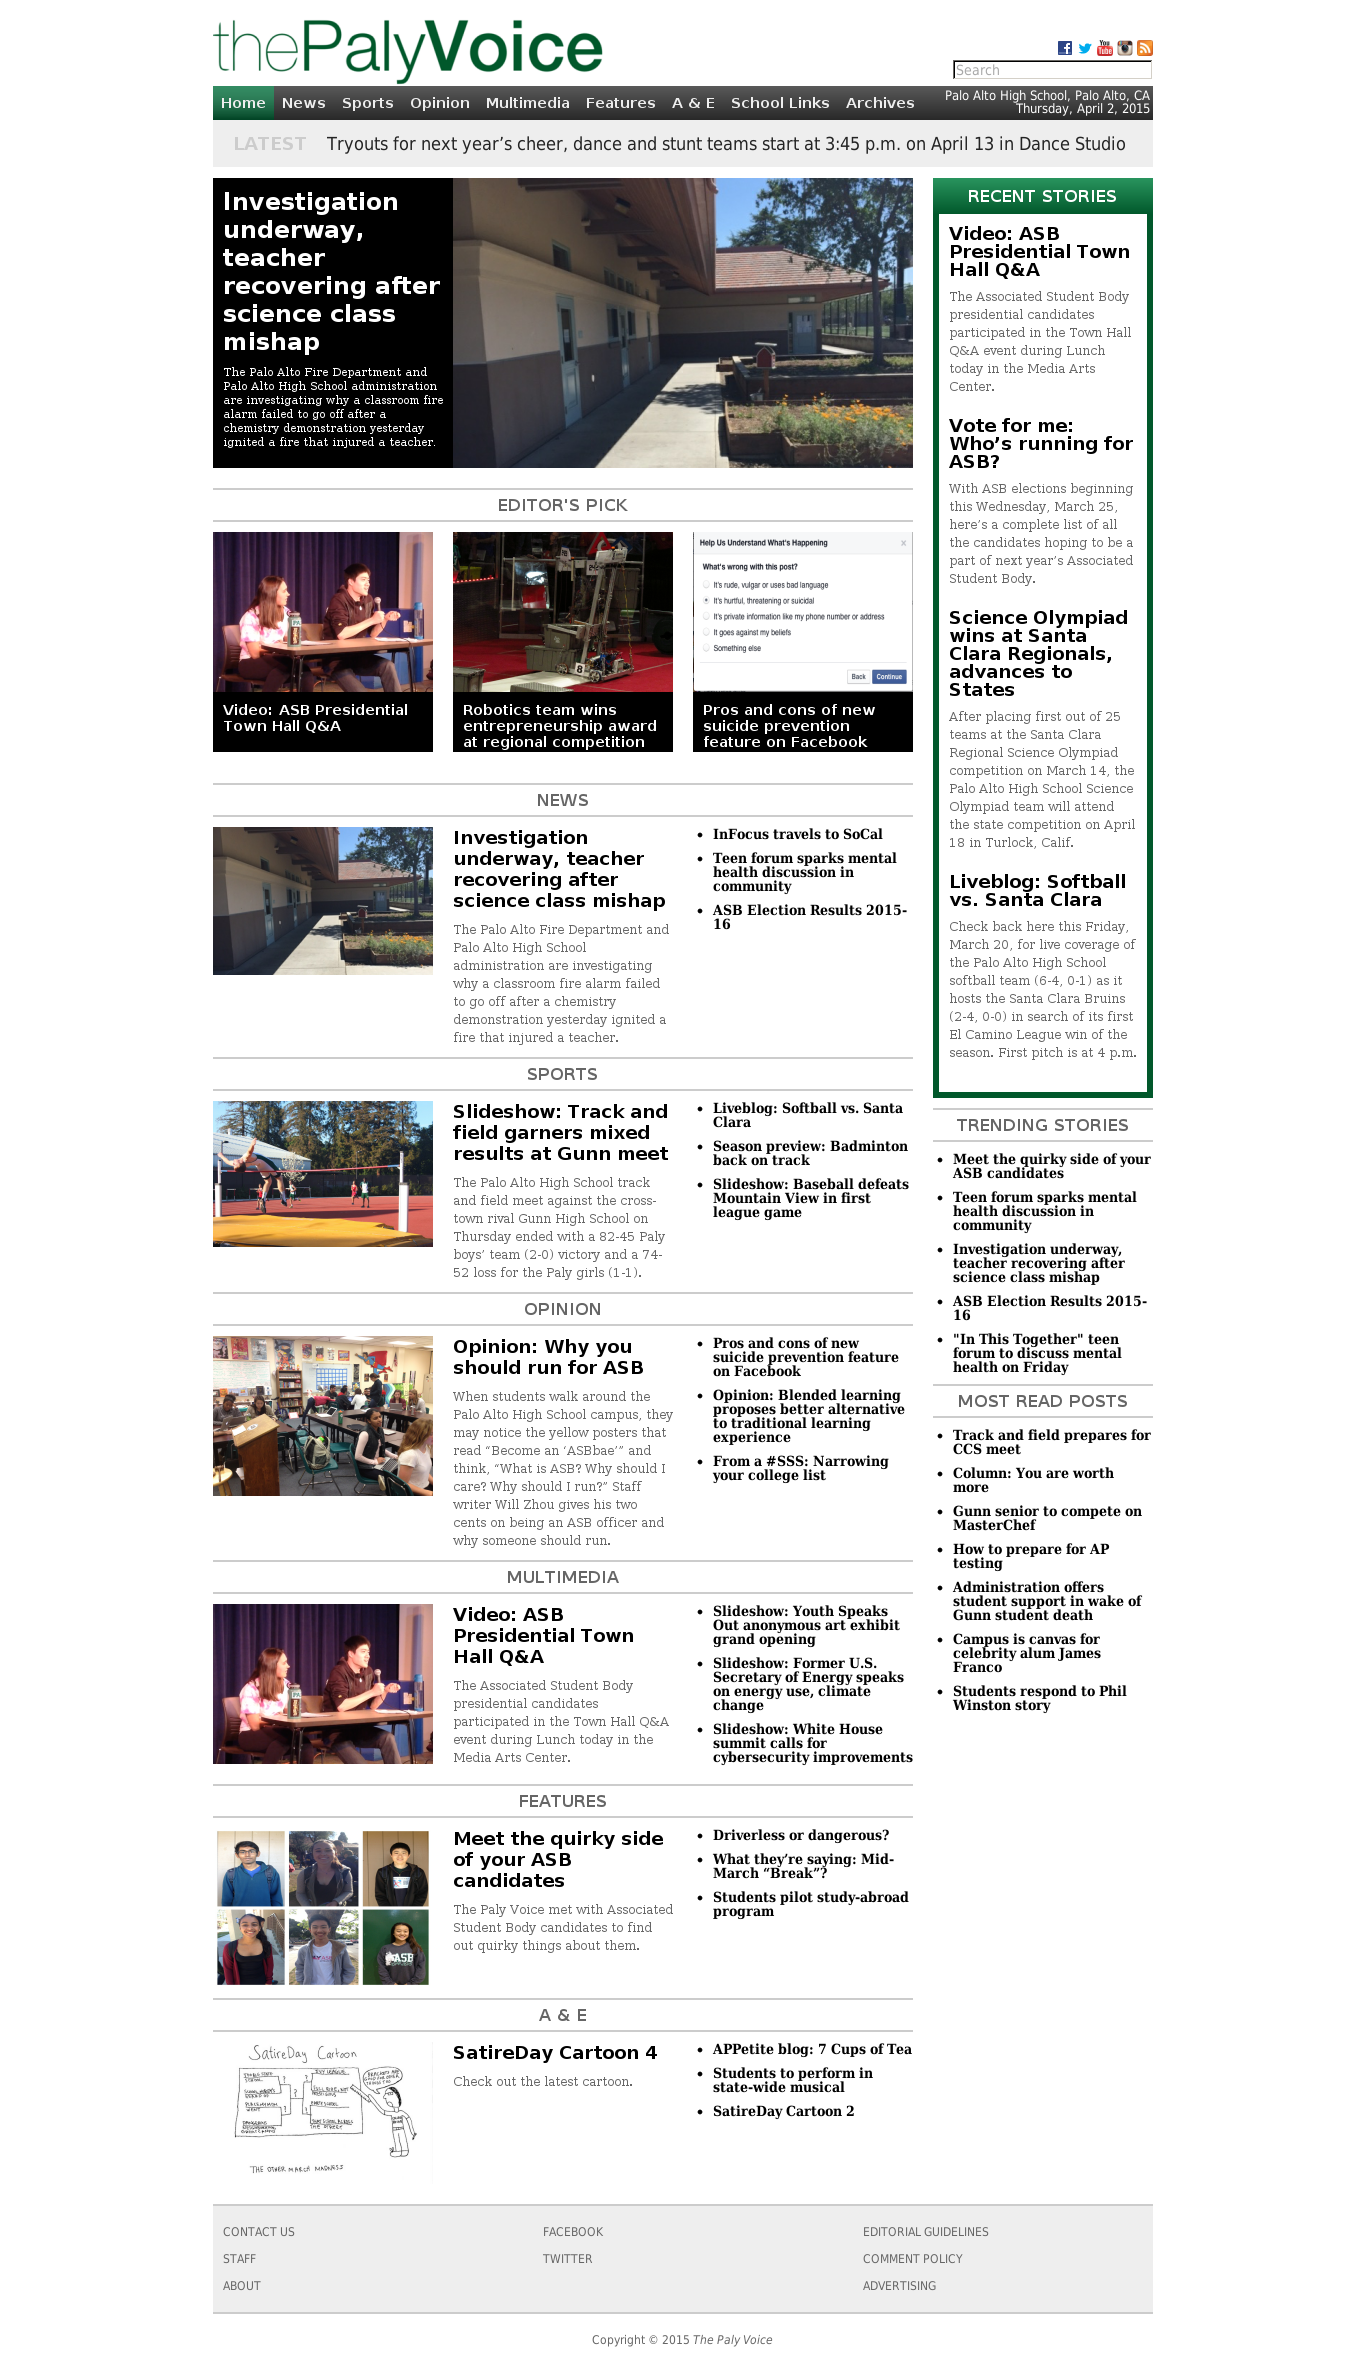 thePalyVoice
Search
Home News Sports Opinion Multimedia Features A & E School Links Archives
Palo Alto High School, Palo Alto, CA
Thursday, April 2, 2015
LATEST Tryouts for next year’s cheer, dance and stunt teams start at 3:45 p.m. on April 13 in Dance Studio
Investigation
underway,
teacher
recovering after
science class
mishap
The Palo Alto Fire Department and
Palo Alto High School administration
are investigating why a classroom fire
alarm failed to go off after a
chemistry demonstration yesterday
ignited a fire that injured a teacher.
EDITOR'S PICK
Video: ASB Presidential
Town Hall Q&A
Robotics team wins
entrepreneurship award
at regional competition
Help Us Understand What's Happening
What's wrong with this post?
It's rude, vulgar or uses bad language
It's hurtful, threatening or suicidal
It's private information like my phone number or address
It goes against my beliefs
Something else
Back Continue
Pros and cons of new
suicide prevention
feature on Facebook
NEWS
Investigation
underway, teacher
recovering after
science class mishap
The Palo Alto Fire Department and
Palo Alto High School
administration are investigating
why a classroom fire alarm failed
to go off after a chemistry
demonstration yesterday ignited a
fire that injured a teacher.
InFocus travels to SoCal
Teen forum sparks mental
health discussion in
community
ASB Election Results 2015-
16
SPORTS
Slideshow: Track and
field garners mixed
results at Gunn meet
The Palo Alto High School track
and field meet against the cross-
town rival Gunn High School on
Thursday ended with a 82-45 Paly
boys’ team (2-0) victory and a 74-
52 loss for the Paly girls (1-1).
Liveblog: Softball vs. Santa
Clara
Season preview: Badminton
back on track
Slideshow: Baseball defeats
Mountain View in first
league game
OPINION
Opinion: Why you
should run for ASB
When students walk around the
Palo Alto High School campus, they
may notice the yellow posters that
read “Become an ‘ASBbae’” and
think, “What is ASB? Why should I
care? Why should I run?” Staff
writer Will Zhou gives his two
cents on being an ASB officer and
why someone should run.
Pros and cons of new
suicide prevention feature
on Facebook
Opinion: Blended learning
proposes better alternative
to traditional learning
experience
From a #SSS: Narrowing
your college list
MULTIMEDIA
Video: ASB
Presidential Town
Hall Q&A
The Associated Student Body
presidential candidates
participated in the Town Hall Q&A
event during Lunch today in the
Media Arts Center.
Slideshow: Youth Speaks
Out anonymous art exhibit
grand opening
Slideshow: Former U.S.
Secretary of Energy speaks
on energy use, climate
change
Slideshow: White House
summit calls for
cybersecurity improvements
FEATURES
ASB
Meet the quirky side
of your ASB
candidates
The Paly Voice met with Associated
Student Body candidates to find
out quirky things about them.
Driverless or dangerous?
What they’re saying: Mid-
March “Break”?
Students pilot study-abroad
program
A & E
SatireDay Cartoon
THE OTHER MARCH MADNESS
SatireDay Cartoon 4
Check out the latest cartoon.
APPetite blog: 7 Cups of Tea
Students to perform in
state-wide musical
SatireDay Cartoon 2
RECENT STORIES
Video: ASB
Presidential Town
Hall Q&A
The Associated Student Body
presidential candidates
participated in the Town Hall
Q&A event during Lunch
today in the Media Arts
Center.
Vote for me:
Who’s running for
ASB?
With ASB elections beginning
this Wednesday, March 25,
here’s a complete list of all
the candidates hoping to be a
part of next year’s Associated
Student Body.
Science Olympiad
wins at Santa
Clara Regionals,
advances to
States
After placing first out of 25
teams at the Santa Clara
Regional Science Olympiad
competition on March 14, the
Palo Alto High School Science
Olympiad team will attend
the state competition on April
18 in Turlock, Calif.
Liveblog: Softball
vs. Santa Clara
Check back here this Friday,
March 20, for live coverage of
the Palo Alto High School
softball team (6-4, 0-1) as it
hosts the Santa Clara Bruins
(2-4, 0-0) in search of its first
El Camino League win of the
season. First pitch is at 4 p.m.
TRENDING STORIES
Meet the quirky side of your
ASB candidates
Teen forum sparks mental
health discussion in
community
Investigation underway,
teacher recovering after
science class mishap
ASB Election Results 2015-
16
"In This Together" teen
forum to discuss mental
health on Friday
MOST READ POSTS
Track and field prepares for
CCS meet
Column: You are worth
more
Gunn senior to compete on
MasterChef
How to prepare for AP
testing
Administration offers
student support in wake of
Gunn student death
Campus is canvas for
celebrity alum James
Franco
Students respond to Phil
Winston story
CONTACT US
STAFF
ABOUT
FACEBOOK
TWITTER
EDITORIAL GUIDELINES
COMMENT POLICY
ADVERTISING
Copyright © 2015 The Paly Voice